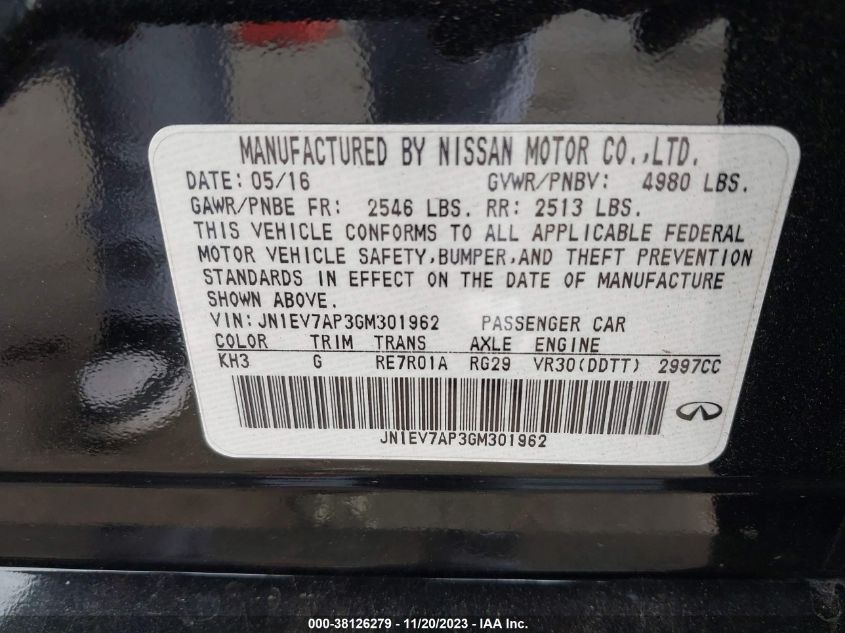 MANUFACTURED BY NISSAN MOTOR CO.,LTD.
DATE: 05/16 GVWR/PNBV: 4980 LBS.
GAWR/PNBE FR: 2546 LBS. RR: 2513 LBS.
THIS VEHICLE CONFORMS TO ALL APPLICABLE FEDERAL
MOTOR VEHICLE SAFETY,BUMPER,AND THEFT PREVENTION
STANDARDS IN EFFECT ON THE DATE OF MANUFACTURE
SHOWN ABOVE.
VIN:JN1EV7AP3GM301962 PASSENGER CAR
COLOR TRIM TRANS AXLE ENGINE
KH3 G RE7R01A RG29 VR30(DDTT) 2997CC
JN1EV7AP3GM301962
000-38126279 - 11/20/2023 - IAAI Inc.